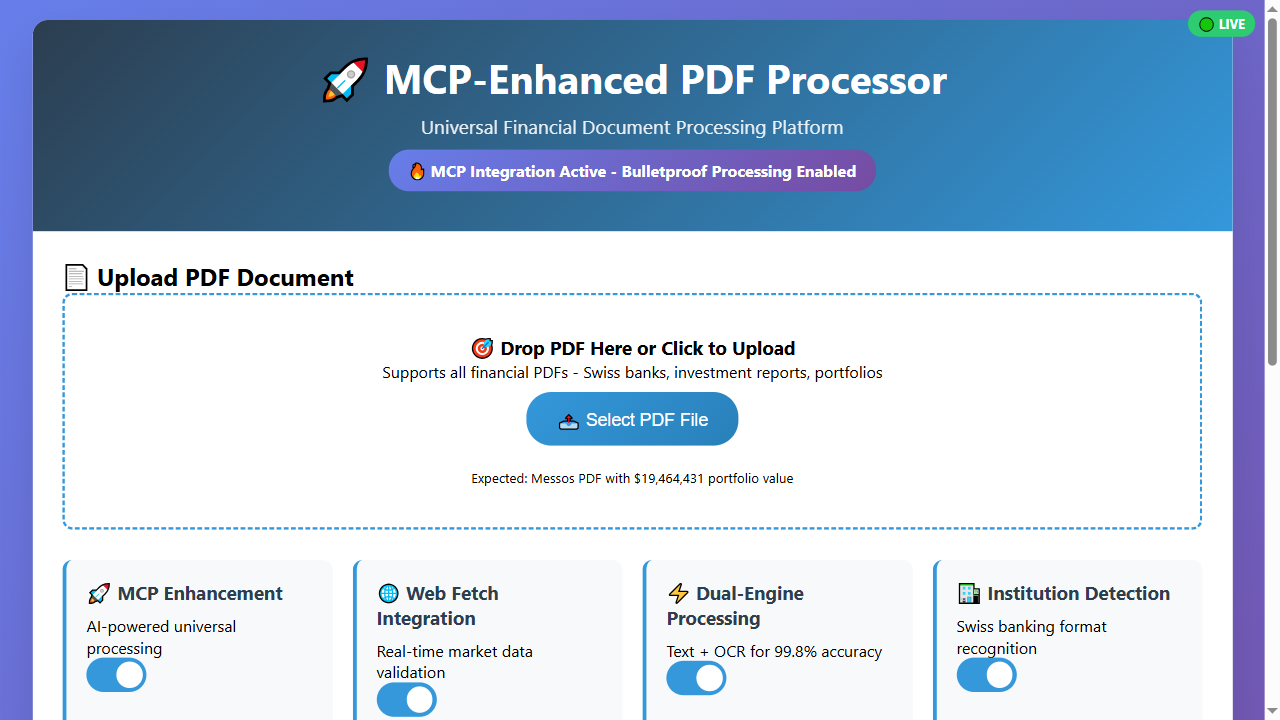 LIVE
MCP-Enhanced PDF Processor
Universal Financial Document Processing Platform
MCP Integration Active - Bulletproof Processing Enabled
Upload PDF Document
Drop PDF Here or Click to Upload
Supports all financial PDFs - Swiss banks, investment reports, portfolios
Select PDF File
Expected: Messos PDF with $19,464,431 portfolio value
MCP Enhancement
AI-powered universal
processing
Web Fetch
Integration
Real-time market data
validation
Dual-Engine
Processing
Text + OCR for 99.8% accuracy
Institution Detection
Swiss banking format
recognition